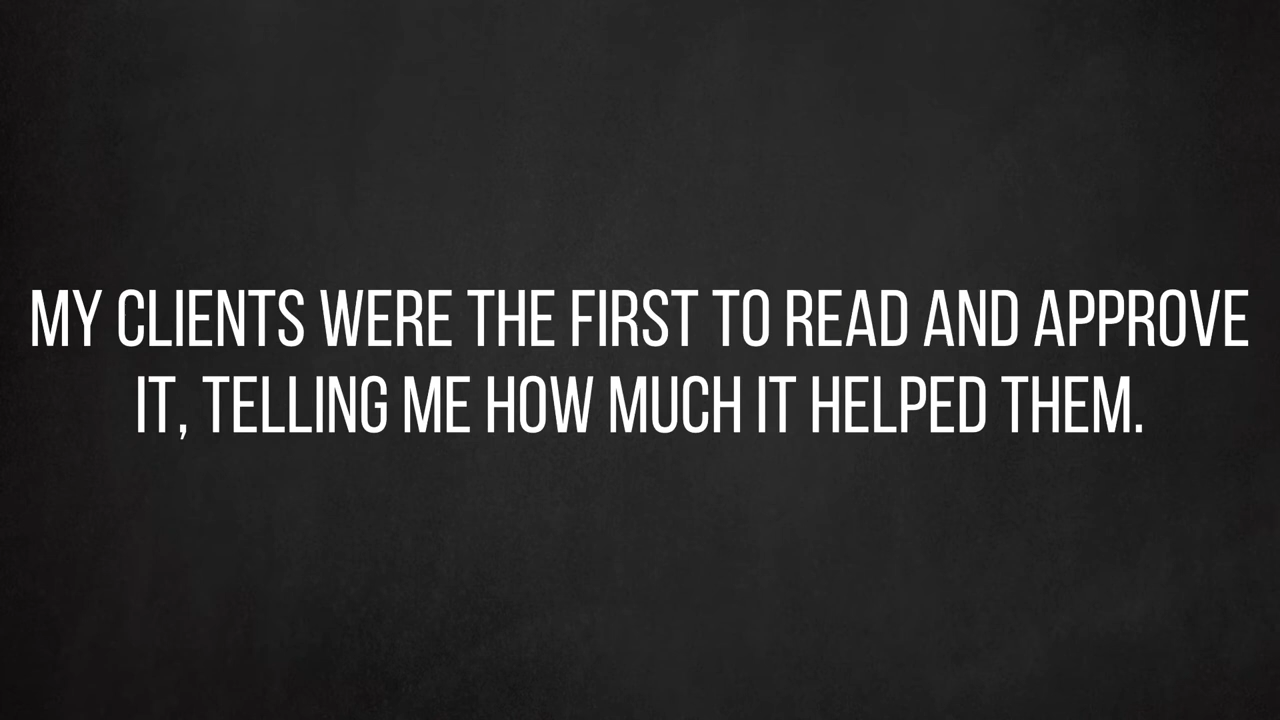 MY CLIENTS WERE THE FIRST TO READ AND APPROVE
IT, TELLING ME HOW MUCH IT HELPED THEM.